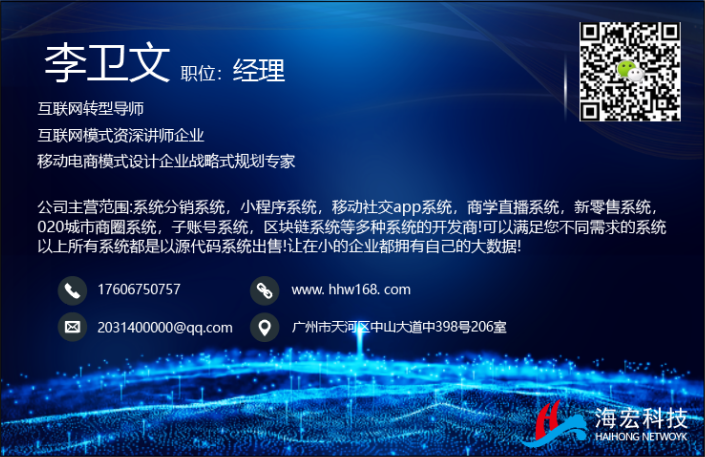 李卫文 职位：经理
互联网转型导师
互联网模式资深讲师企业
移动电商模式设计企业战略式规划专家
公司主营范围:系统分销系统，小程序系统，移动社交app系统，商学直播系统，新零售系统，
020城市商圈系统，子账号系统，区块链系统等多种系统的开发商!可以满足您不同需求的系统
以上所有系统都是以源代码系统出售!让在小的企业都拥有自己的大数据!
17606750757
www. hhw168. com
2031400000@qq.com
广州市天河区中山大道中398号206室
海宏科技
HAIHONG NETWOYK